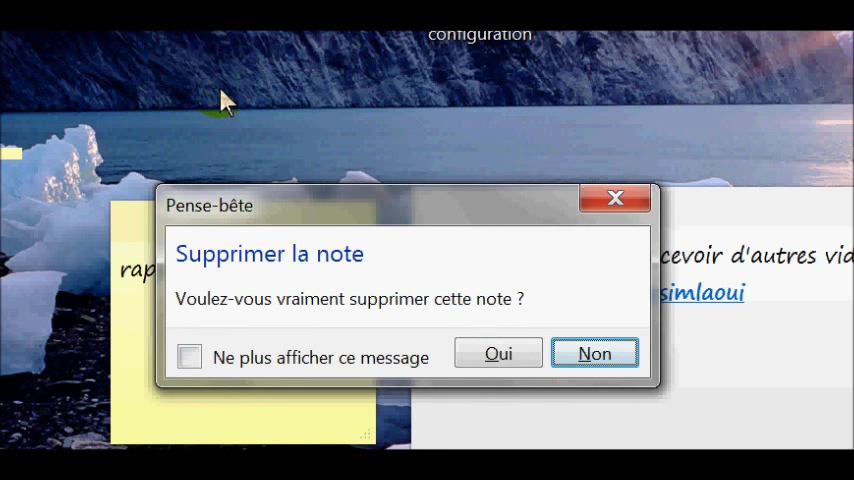 configuration
Pense-bête
Supprimer la note
rap
cevoir d'autres vid
Voulez-vous vraiment supprimer cette note ?
simlaoui
Ne plus afficher ce message
Oui
Non